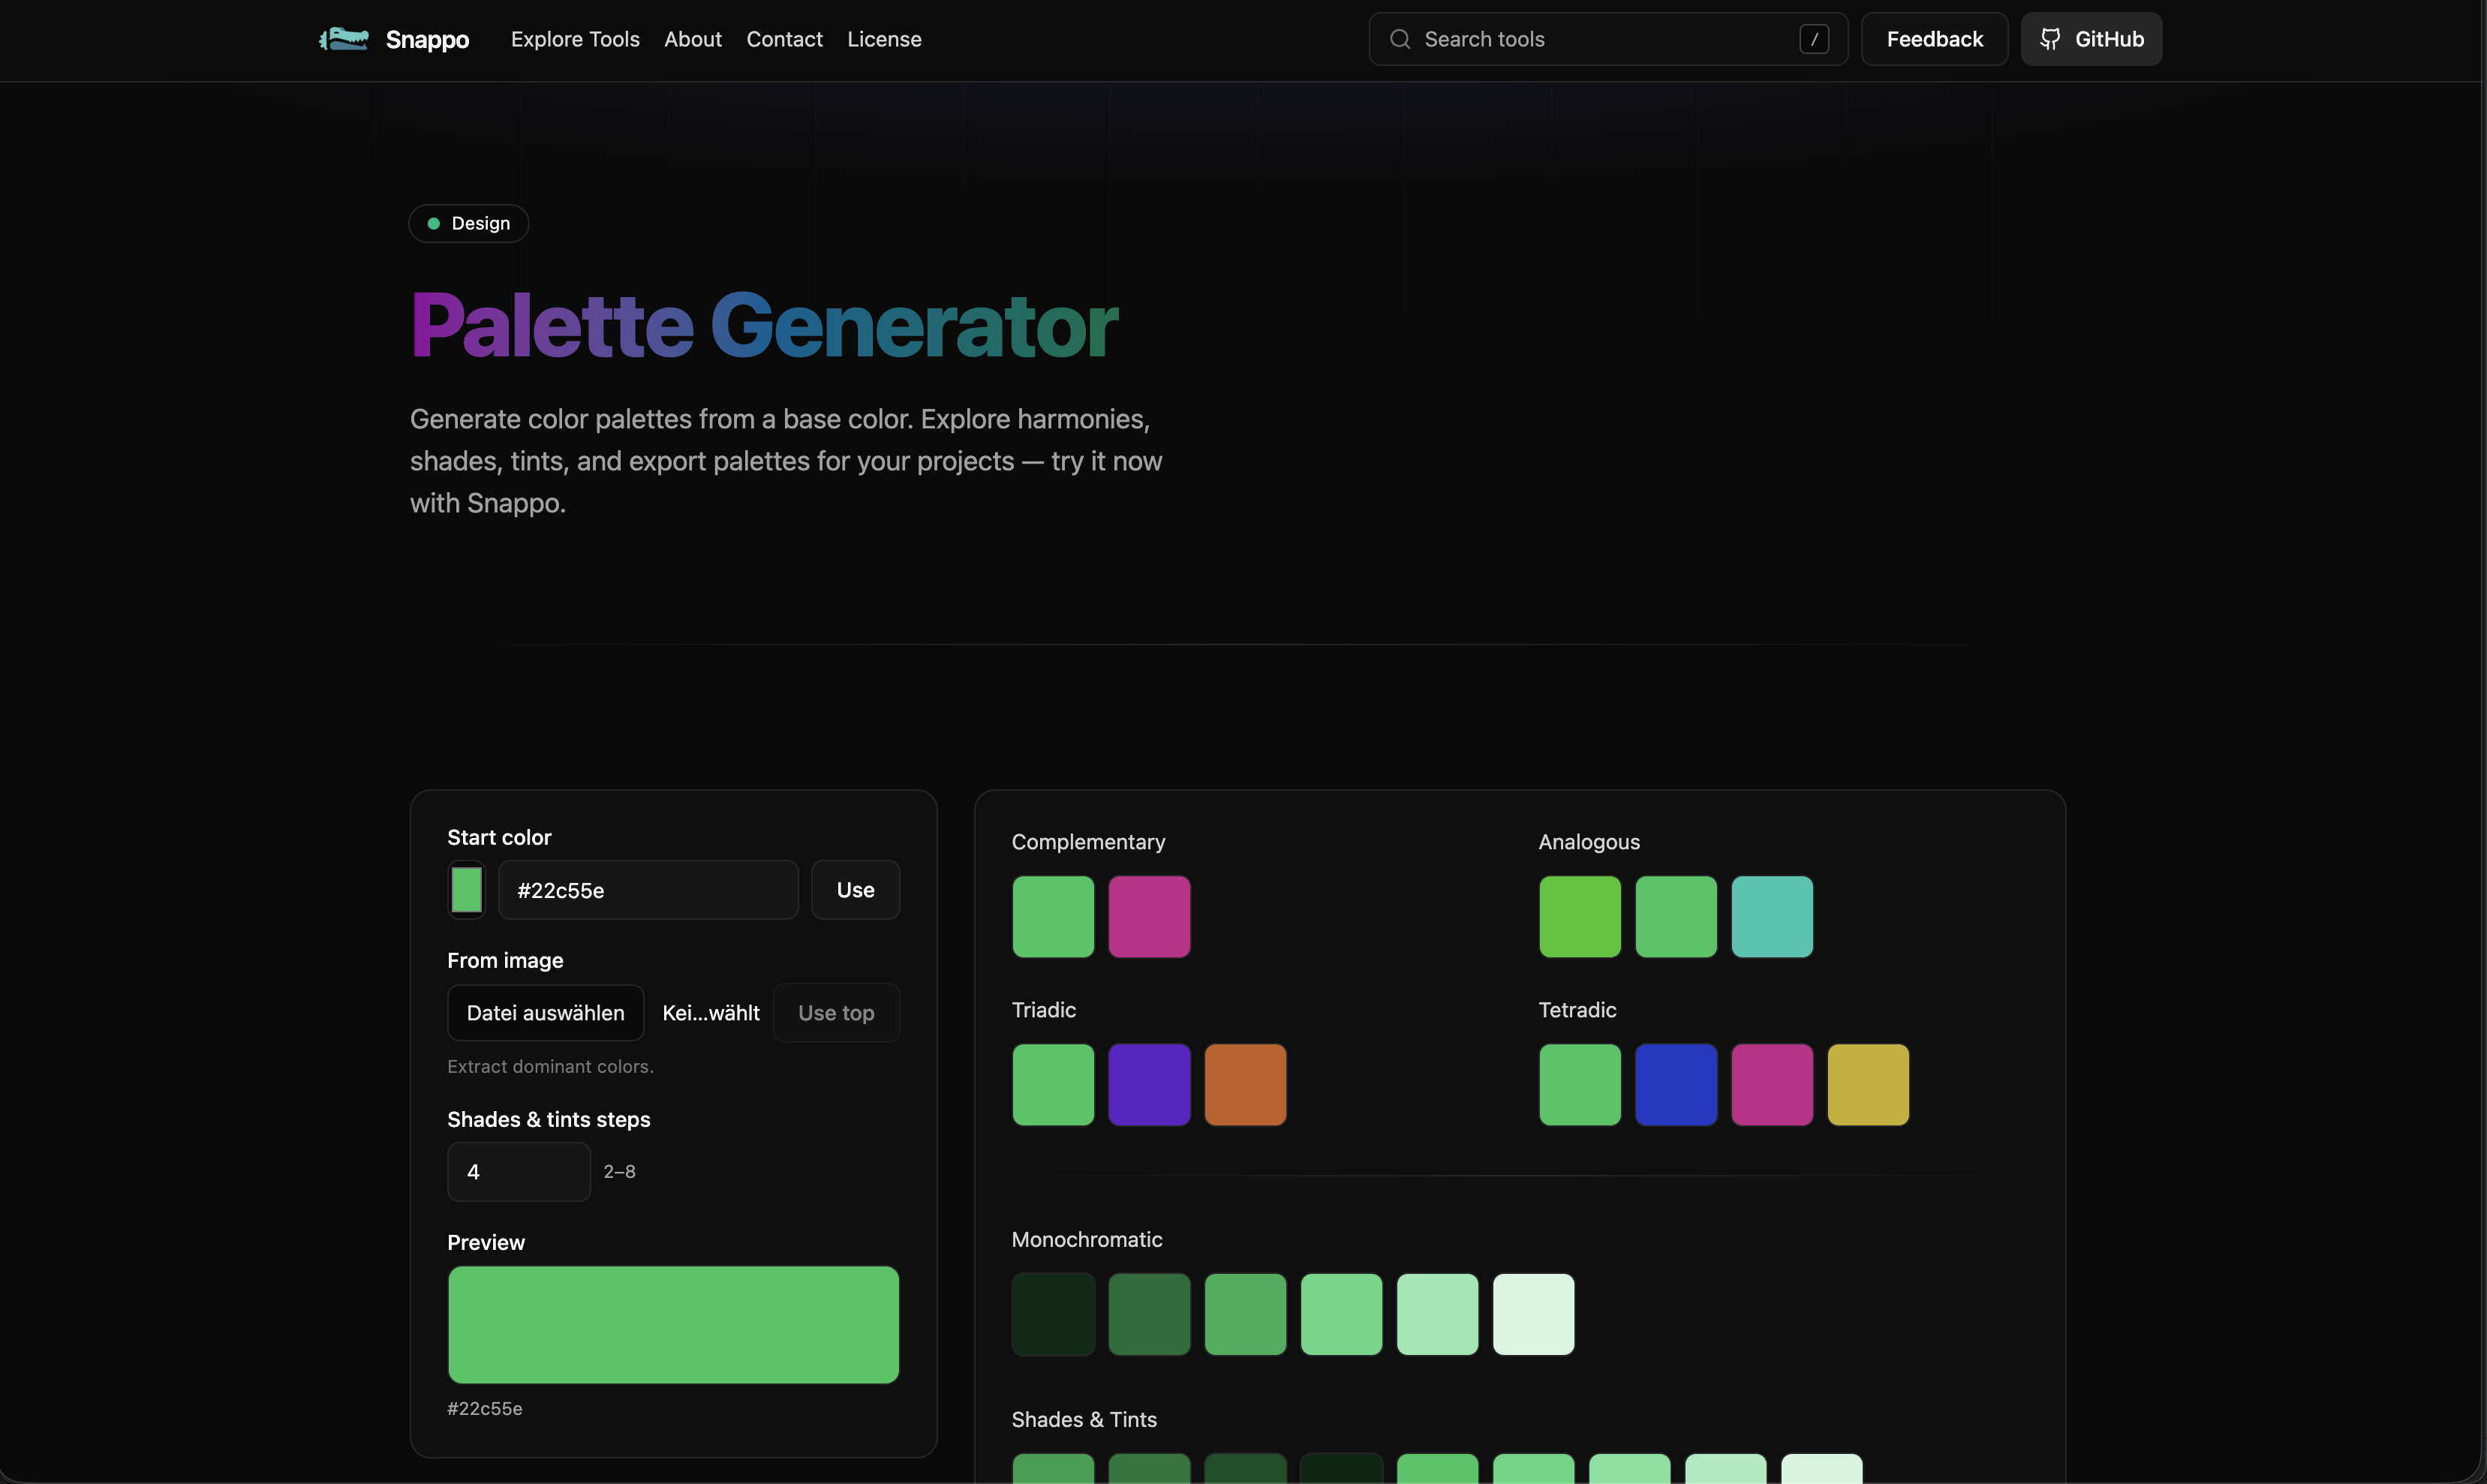 Snappo
Explore Tools
About
Contact
License
Search tools
/
Feedback
GitHub
Design
Palette Generator
Generate color palettes from a base color. Explore harmonies,
shades, tints, and export palettes for your projects — try it now
with Snappo.
Start color
#22c55e
Use
From image
Datei auswählen
Kei...wählt
Use top
Extract dominant colors.
Shades & tints steps
4
2–8
Preview
#22c55e
Complementary
Analogous
Triadic
Tetradic
Monochromatic
Shades & Tints